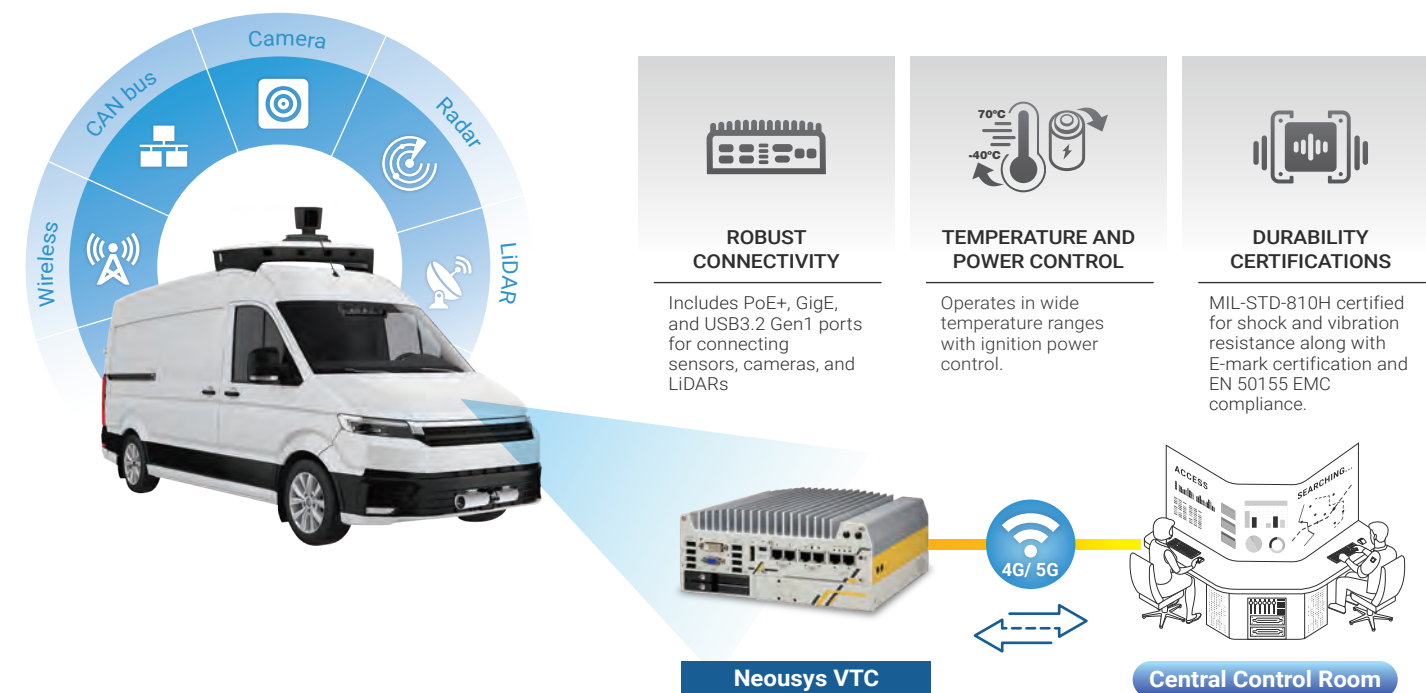 Camera
CAN bus
Radar
Wireless
LiDAR
70ºC
-40ºC
ROBUST
CONNECTIVITY
Includes PoE+, GigE,
and USB3.2 Gen1 ports
for connecting
sensors, cameras, and
LiDARs
TEMPERATURE AND
POWER CONTROL
Operates in wide
temperature ranges
with ignition power
control.
DURABILITY
CERTIFICATIONS
MIL-STD-810H certified
for shock and vibration
resistance along with
E-mark certification and
EN 50155 EMC
compliance.
4G/ 5G
ACCESS
SEARCHING...
Neousys VTC
Central Control Room